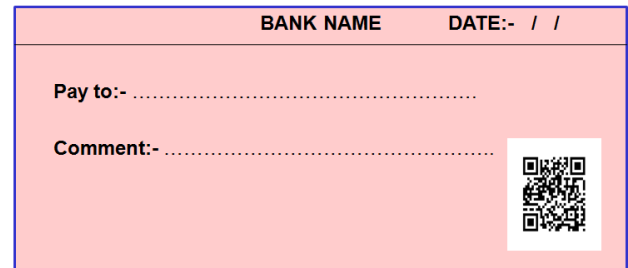 BANK NAME DATE:- / /
Pay to:- ……………………………………………
Comment:- …………………………………………..